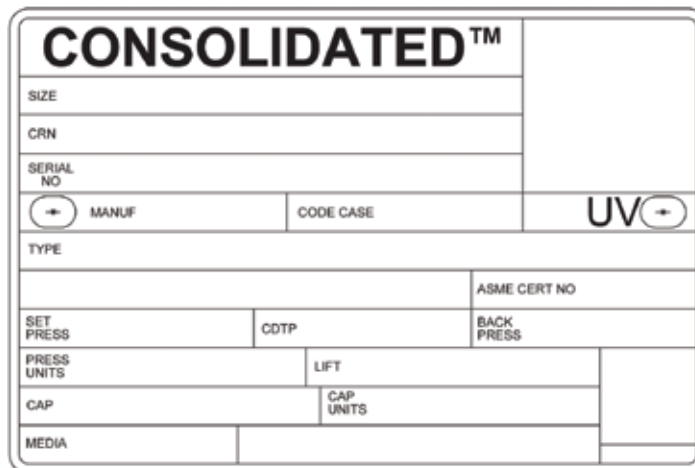 CONSOLIDATED™
SIZE
CRN
SERIAL
NO
MANUF
CODE CASE
UV
TYPE
ASME CERT NO
SET
PRESS
CDTP
BACK
PRESS
PRESS
UNITS
LIFT
CAP
CAP
UNITS
MEDIA